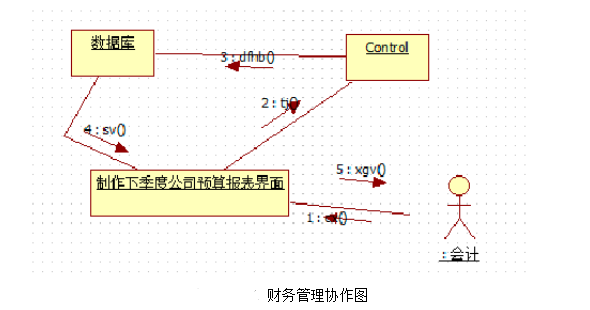 数据库
Control
3 : dfhb()
2 : tj()
4 : sv()
5 : xgv()
制作下季度公司预算报表界面
: 会计
财务管理协作图